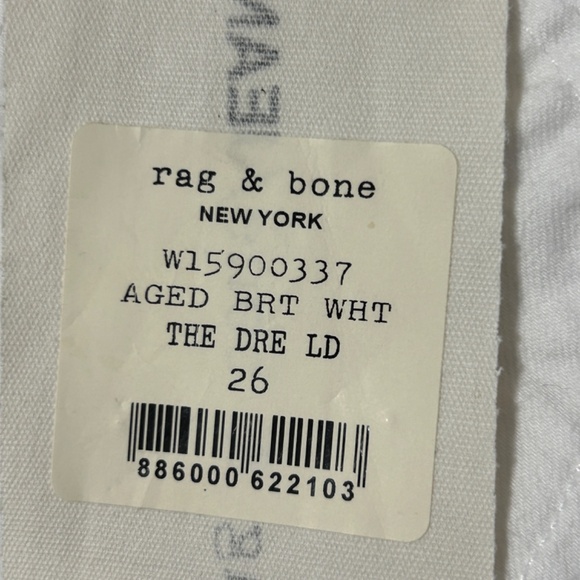 rag & bone
NEW YORK
W15900337
AGED BRT WHT
THE DRE LD
26
886000 622103